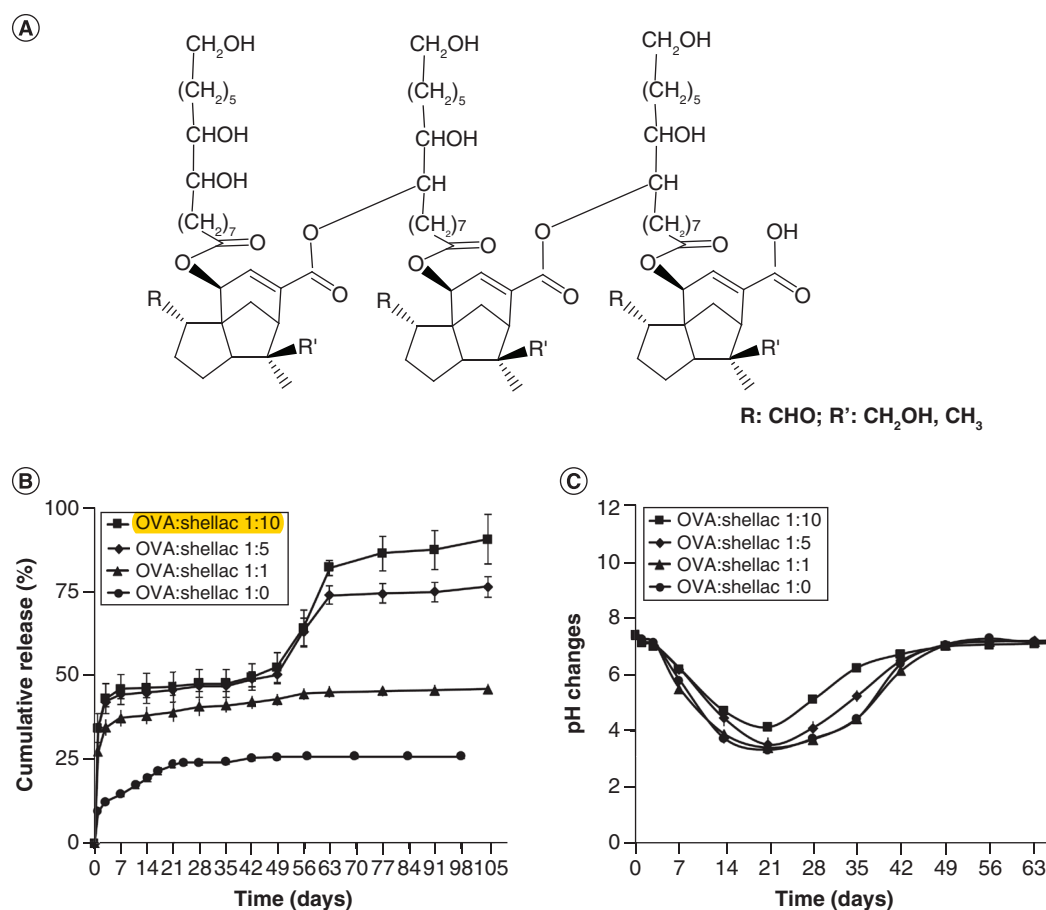 A
CH₂OH CH₂OH CH₂OH
(CH₂)₅ (CH₂)₅ (CH₂)₅
CHOH CHOH CHOH
CHOH CH CH
(CH₂)₇ (CH₂)₇ (CH₂)₇ OH
O O O O O O O
O O O
R R R
R' R' R'
R: CHO; R’: CH₂OH, CH₃
B
Cumulative release (%)
100
75
50
25
0
OVA:shellac 1:10
OVA:shellac 1:5
OVA:shellac 1:1
OVA:shellac 1:0
0 7 14 21 28 35 42 49 56 63 70 77 84 91 98 105
Time (days)
C
pH changes
12
10
8
6
4
2
0
OVA:shellac 1:10
OVA:shellac 1:5
OVA:shellac 1:1
OVA:shellac 1:0
0 7 14 21 28 35 42 49 56 63
Time (days)